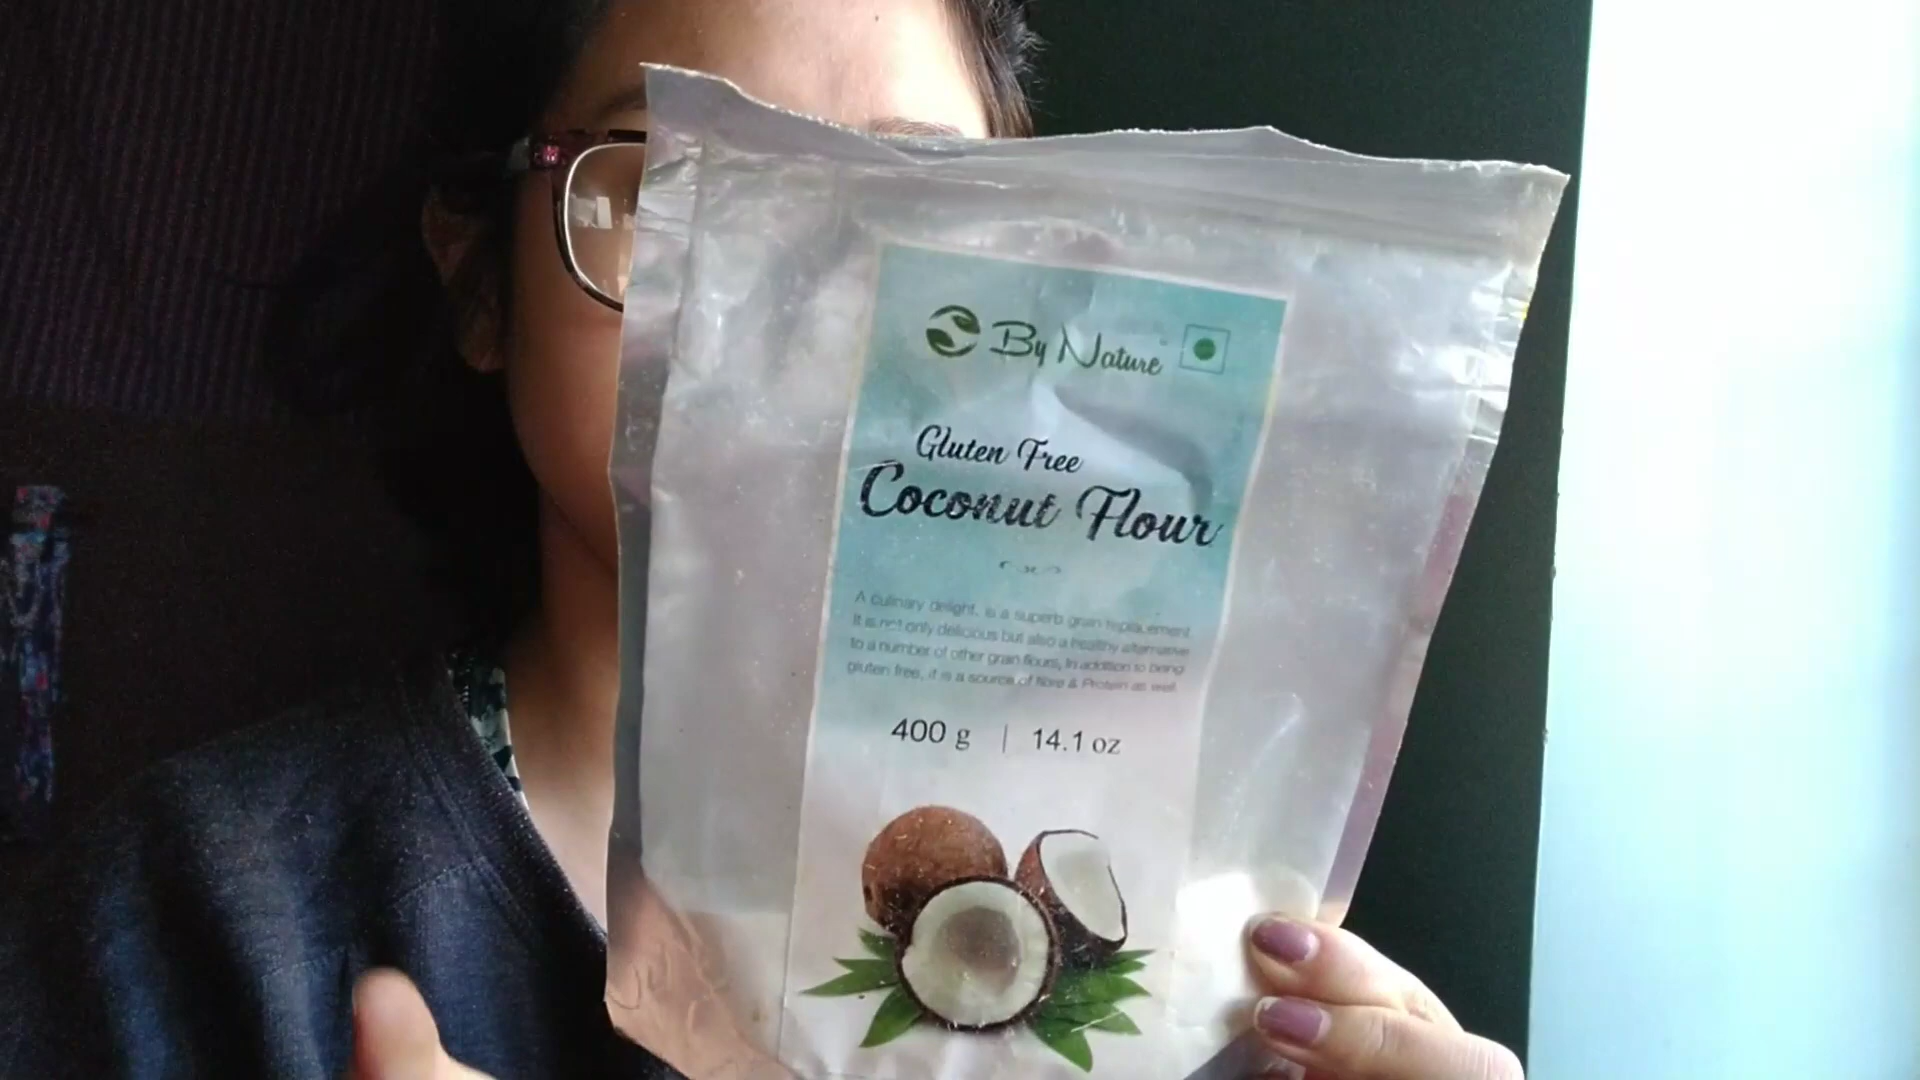 By Nature
Gluten Free
Coconut Flour
A culinary delight, is a superb grain replacement.
It is not only delicious but also a healthy alternative
to a number of other grain flours, In addition to being
gluten free, it is a source of fibre & Protein as well.
400 g | 14.1 oz